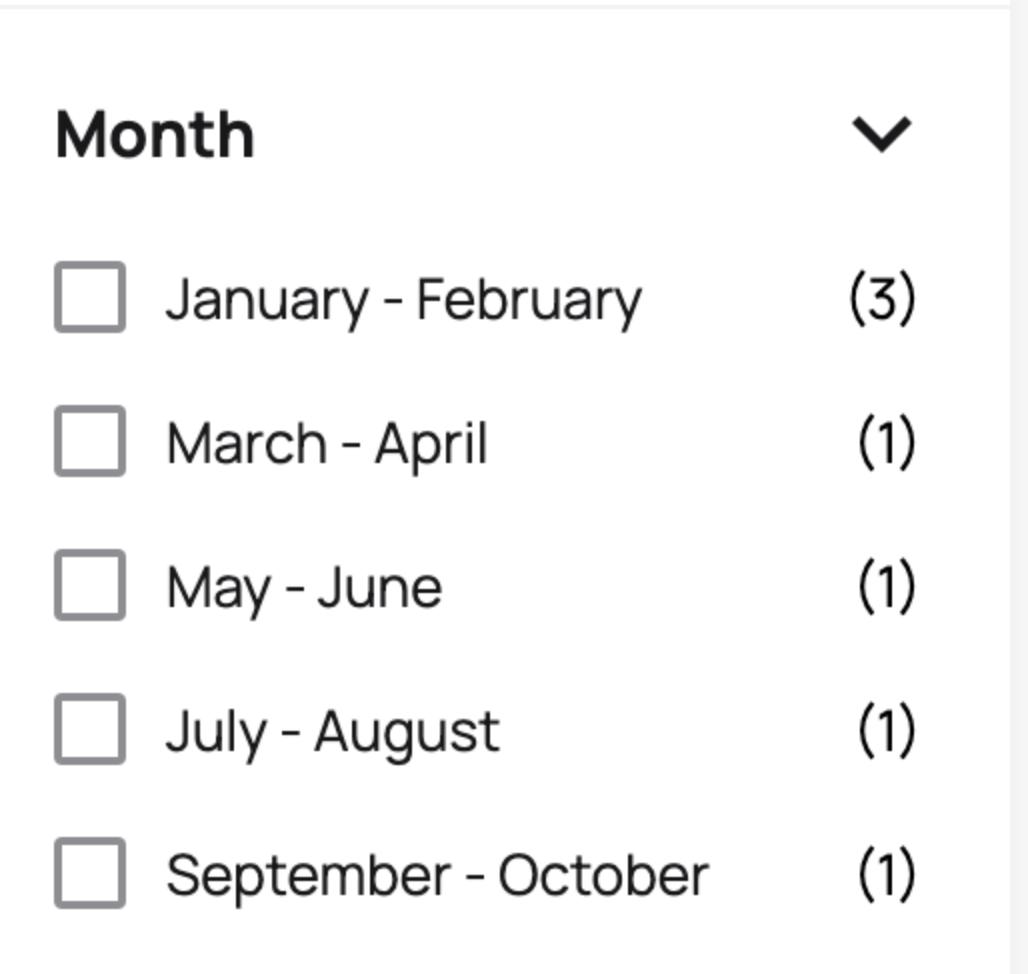 Month
January - February (3)
March - April (1)
May - June (1)
July - August (1)
September - October (1)